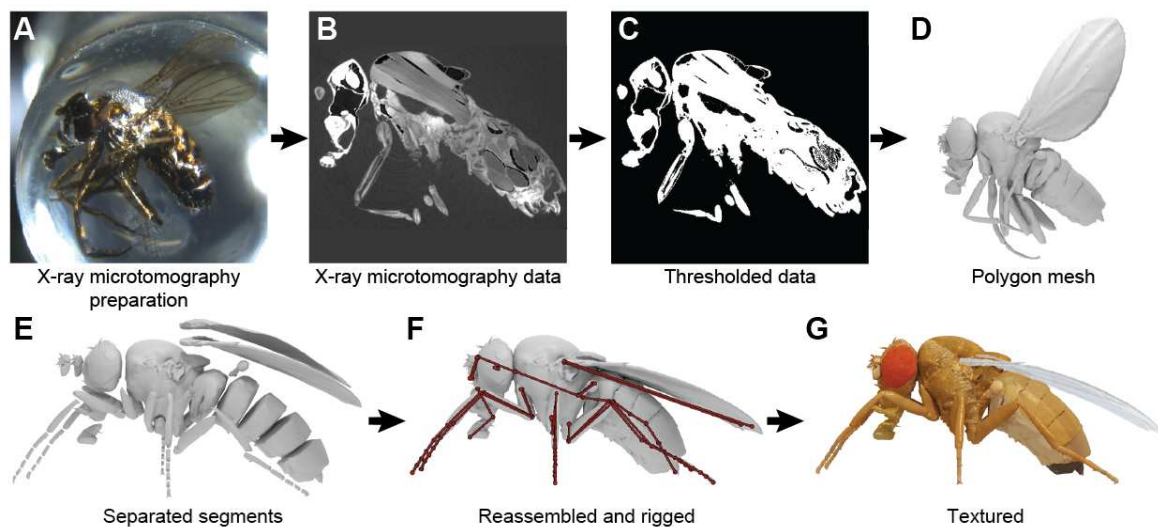 A
B
C
D
X-ray microtomography
preparation
X-ray microtomography data
Thresholded data
Polygon mesh
E
F
G
Separated segments
Reassembled and rigged
Textured